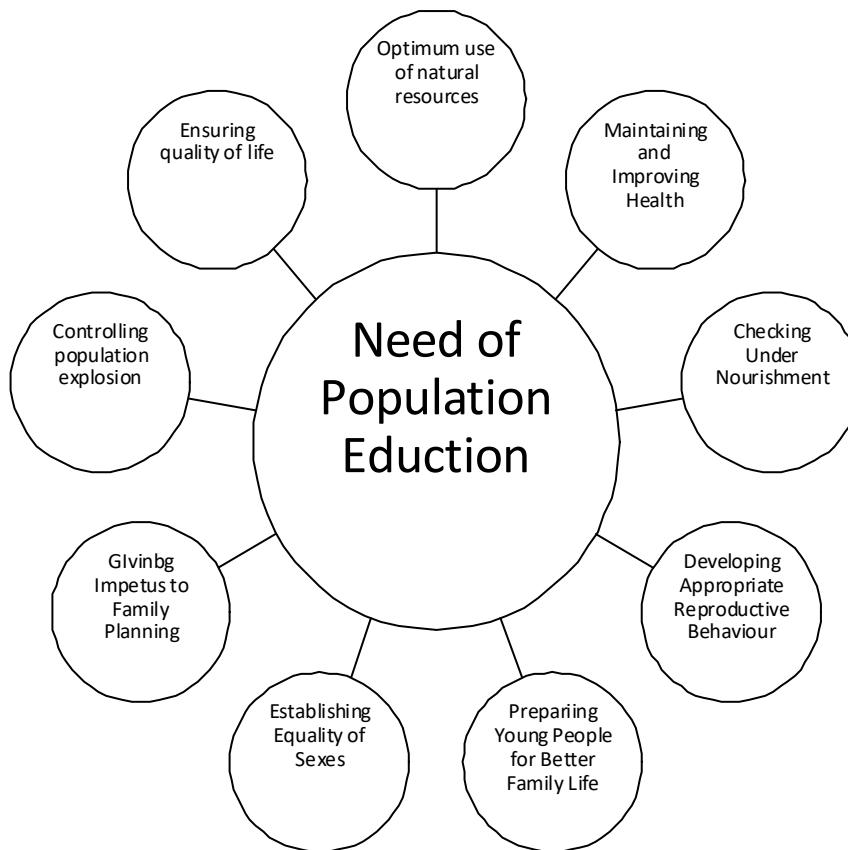 Need of
Population
Eduction
Optimum use
of natural
resources
Maintaining
and
Improving
Health
Checking
Under
Nourishment
Developing
Appropriate
Reproductive
Behaviour
Prepariing
Young People
for Better
Family Life
Establishing
Equality of
Sexes
GIvinbg
Impetus to
Family
Planning
Controlling
population
explosion
Ensuring
quality of life